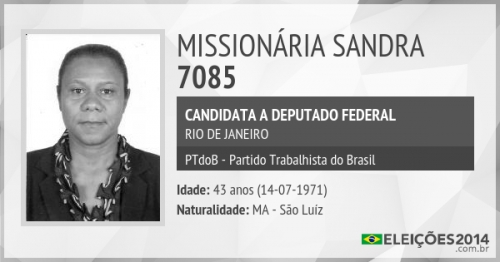 MISSIONÁRIA SANDRA
7085
CANDIDATA A DEPUTADO FEDERAL
RIO DE JANEIRO
PTdoB - Partido Trabalhista do Brasil
Idade: 43 anos (14-07-1971)
Naturalidade: MA - São Luíz
ELEIÇÕES2014
.com.br